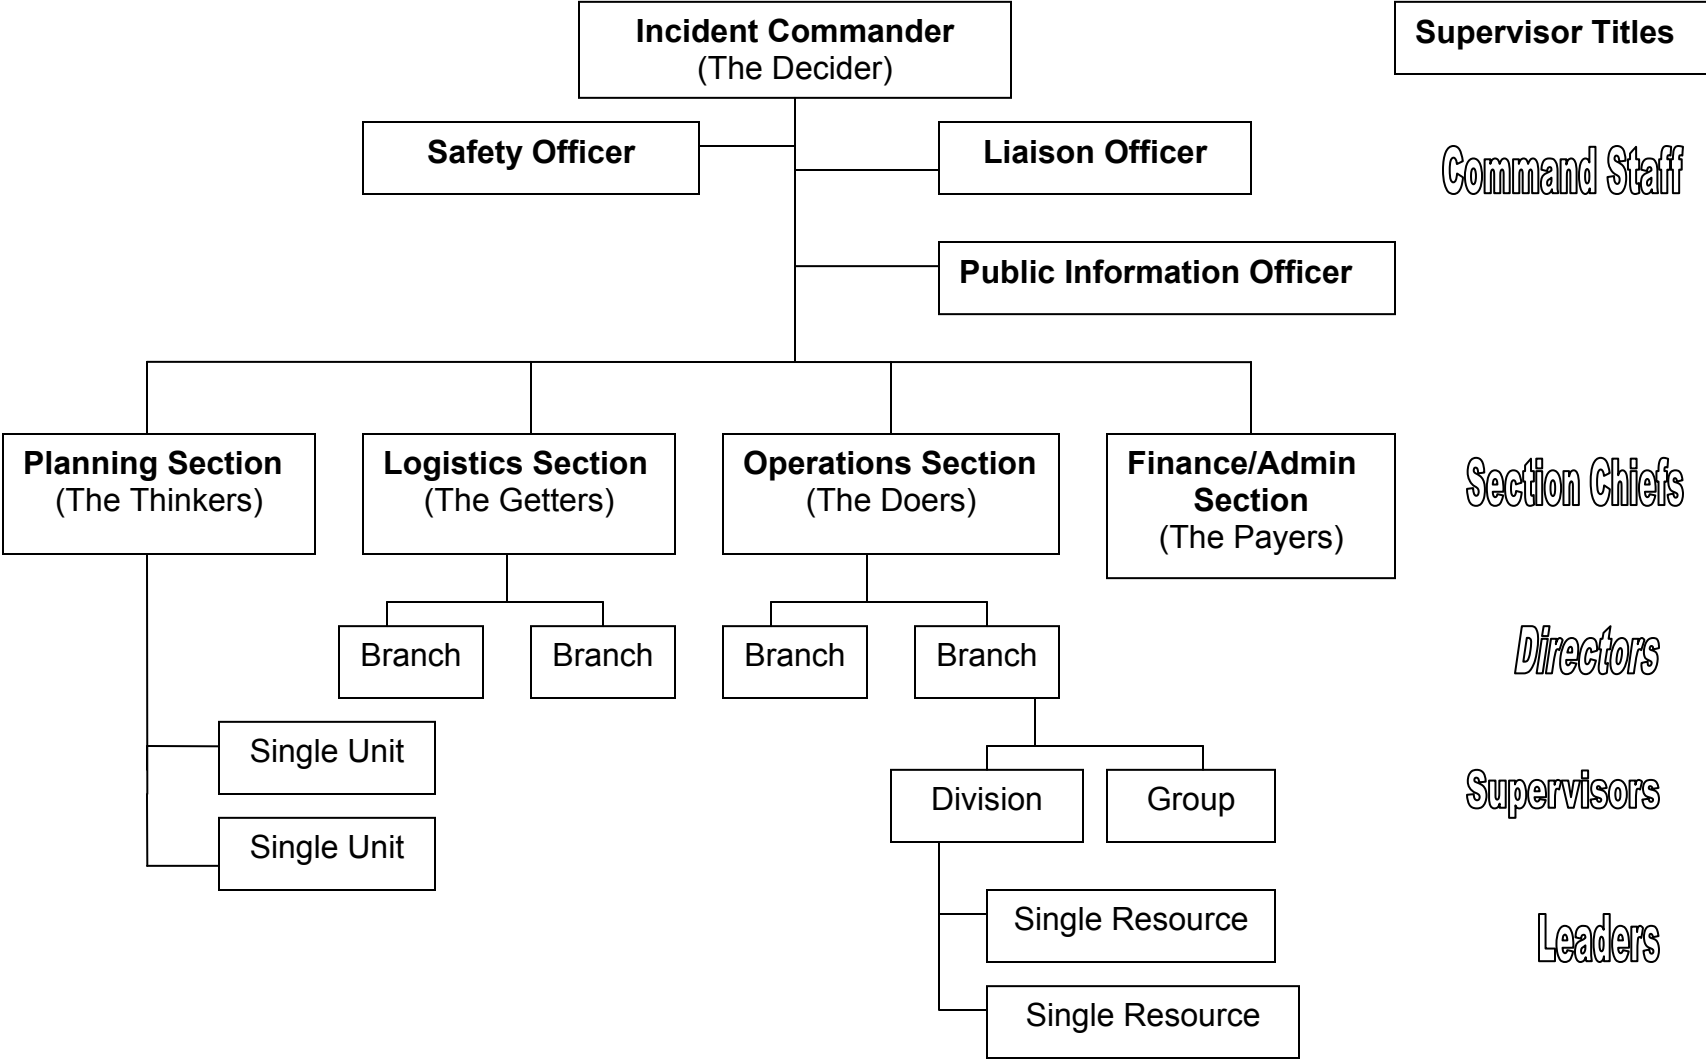 Incident Commander
(The Decider)
Supervisor Titles
Safety Officer
Liaison Officer
Command Staff
Public Information Officer
Planning Section
(The Thinkers)
Logistics Section
(The Getters)
Operations Section
(The Doers)
Finance/Admin
Section
(The Payers)
Section Chiefs
Branch
Branch
Branch
Branch
Directors
Single Unit
Single Unit
Division
Group
Supervisors
Single Resource
Single Resource
Leaders